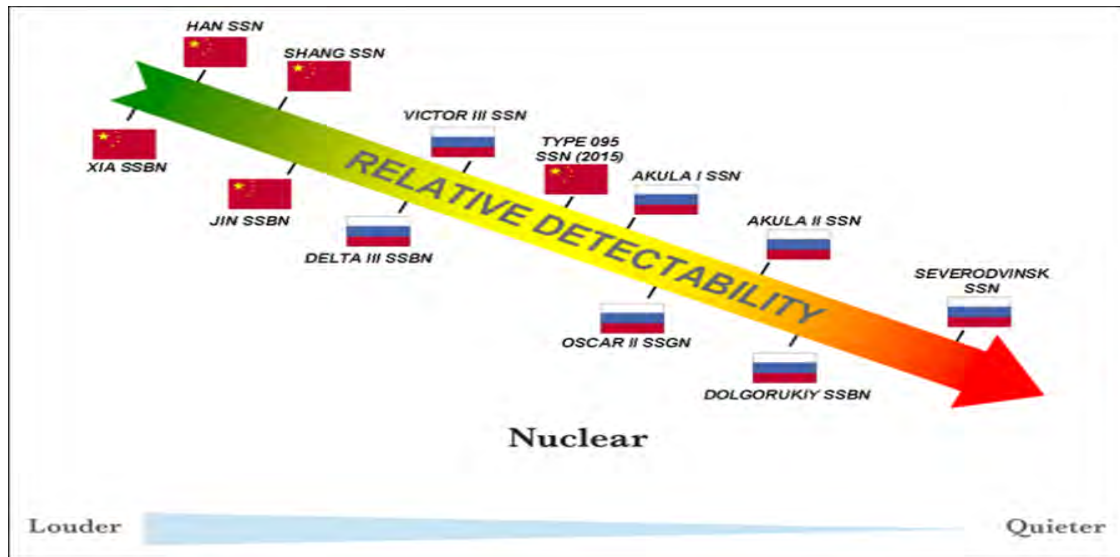 HAN SSN
SHANG SSN
XIA SSBN
VICTOR III SSN
TYPE 095
SSN (2015)
AKULA I SSN
JIN SSBN
DELTA III SSBN
RELATIVE DETECTABILITY
AKULA II SSN
SEVERODVINSK
SSN
OSCAR II SSGN
DOLGORUKIY SSBN
Nuclear
Louder
Quieter